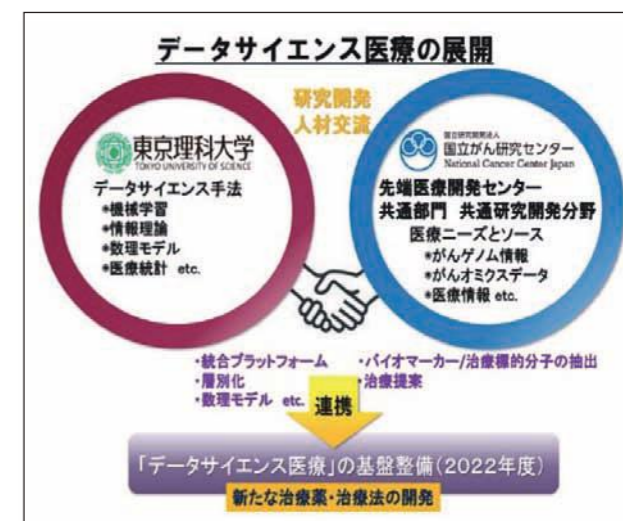 データサイエンス医療の展開
研究開発
人材交流
東京理科大学
TOKYO UNIVERSITY OF SCIENCE
データサイエンス手法
*機械学習
*情報理論
*数理モデル
*医療統計 etc.
国立研究開発法人
国立がん研究センター
National Cancer Center Japan
先端医療開発センター
共通部門 共通研究開発分野
医療ニーズとソース
*がんゲノム情報
*がんオミクスデータ
*医療情報 etc.
・統合プラットフォーム
・層別化
・数理モデル etc.
・バイオマーカー/治療標的分子の抽出
・治療提案
連携
「データサイエンス医療」の基盤整備(2022年度)
新たな治療薬・治療法の開発